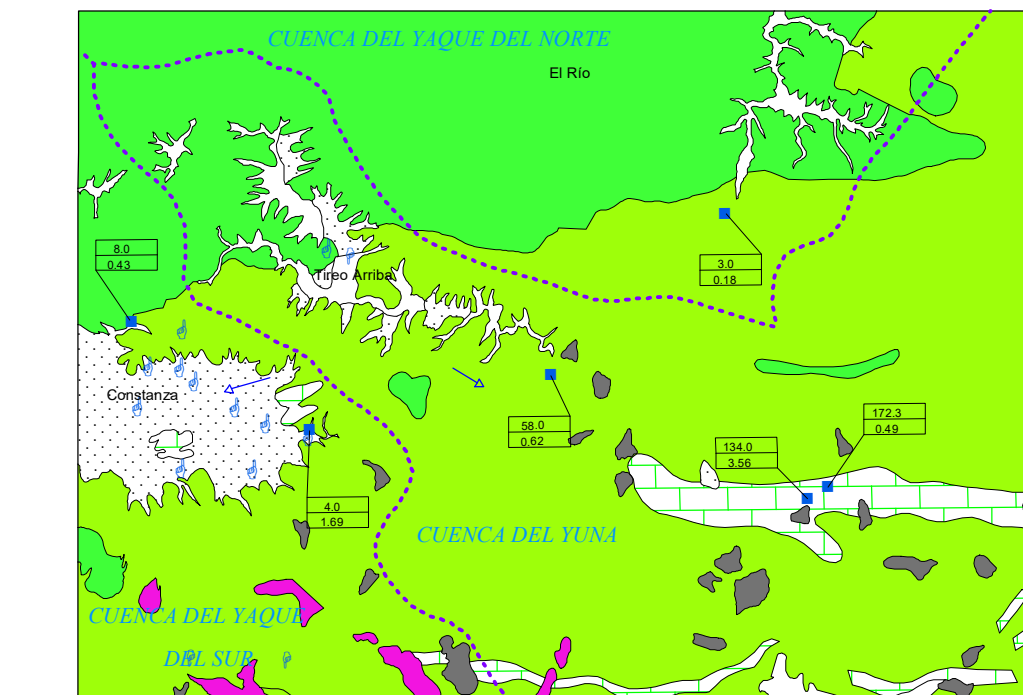 CUENCA DEL YAQUE DEL NORTE
El Río
8.0
0.43
Tireo Arriba
3.0
0.18
Constanza
58.0
0.62
172.3
0.49
134.0
3.56
4.0
1.69
CUENCA DEL YUNA
CUENCA DEL YAQUE
DEL SUR